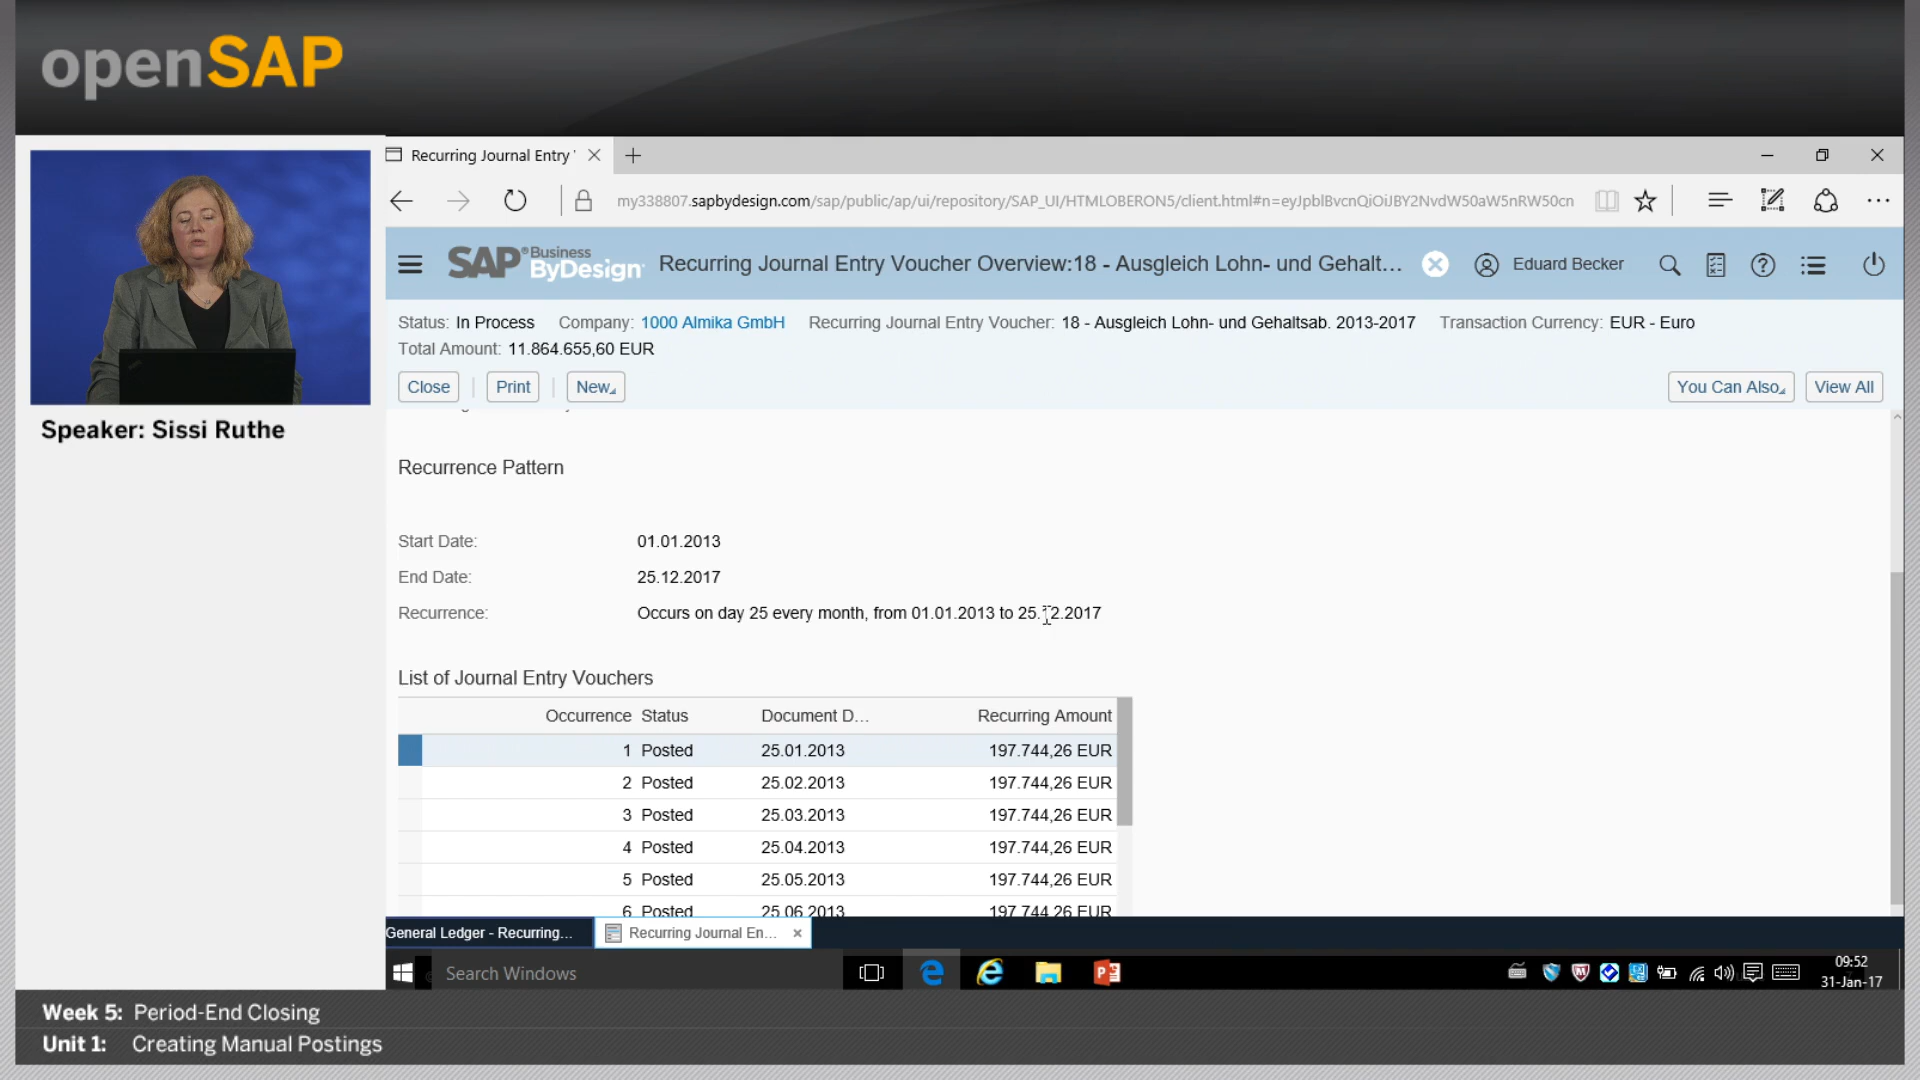 openSAP
Recurring Journal Entry
my338807.sapbydesign.com/sap/public/ap/ui/repository/SAP_UI/HTMLOBERON5/client.html#n=eyJpblBvcnQiOiJBY2NvdW50aW5nRW50cn
SAP® Business ByDesign Recurring Journal Entry Voucher Overview:18 - Ausgleich Lohn- und Gehalt... Eduard Becker
Status: In Process Company: 1000 Almika GmbH Recurring Journal Entry Voucher: 18 - Ausgleich Lohn- und Gehaltsab. 2013-2017 Transaction Currency: EUR - Euro
Total Amount: 11.864.655,60 EUR
Close Print New You Can Also View All
Speaker: Sissi Ruthe
Recurrence Pattern
Start Date: 01.01.2013
End Date: 25.12.2017
Recurrence: Occurs on day 25 every month, from 01.01.2013 to 25.12.2017
List of Journal Entry Vouchers
Occurrence Status Document D... Recurring Amount
1 Posted 25.01.2013 197.744,26 EUR
2 Posted 25.02.2013 197.744,26 EUR
3 Posted 25.03.2013 197.744,26 EUR
4 Posted 25.04.2013 197.744,26 EUR
5 Posted 25.05.2013 197.744,26 EUR
6 Posted 25.06.2013 197.744,26 EUR
General Ledger - Recurring... Recurring Journal En...
Search Windows
09:52
31-Jan-17
Week 5: Period-End Closing
Unit 1: Creating Manual Postings